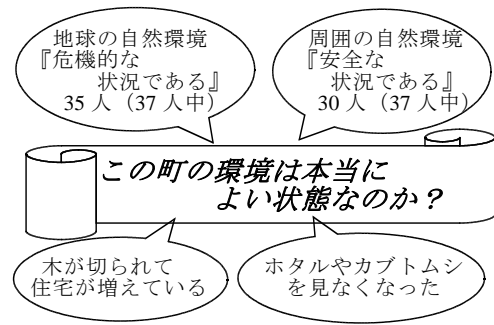 地球の自然環境
『危機的な
状況である』
35人（37人中）
周囲の自然環境
『安全な
状況である』
30人（37人中）
この町の環境は本当に
よい状態なのか？
木が切られて
住宅が増えている
ホタルやカブトムシ
を見なくなった